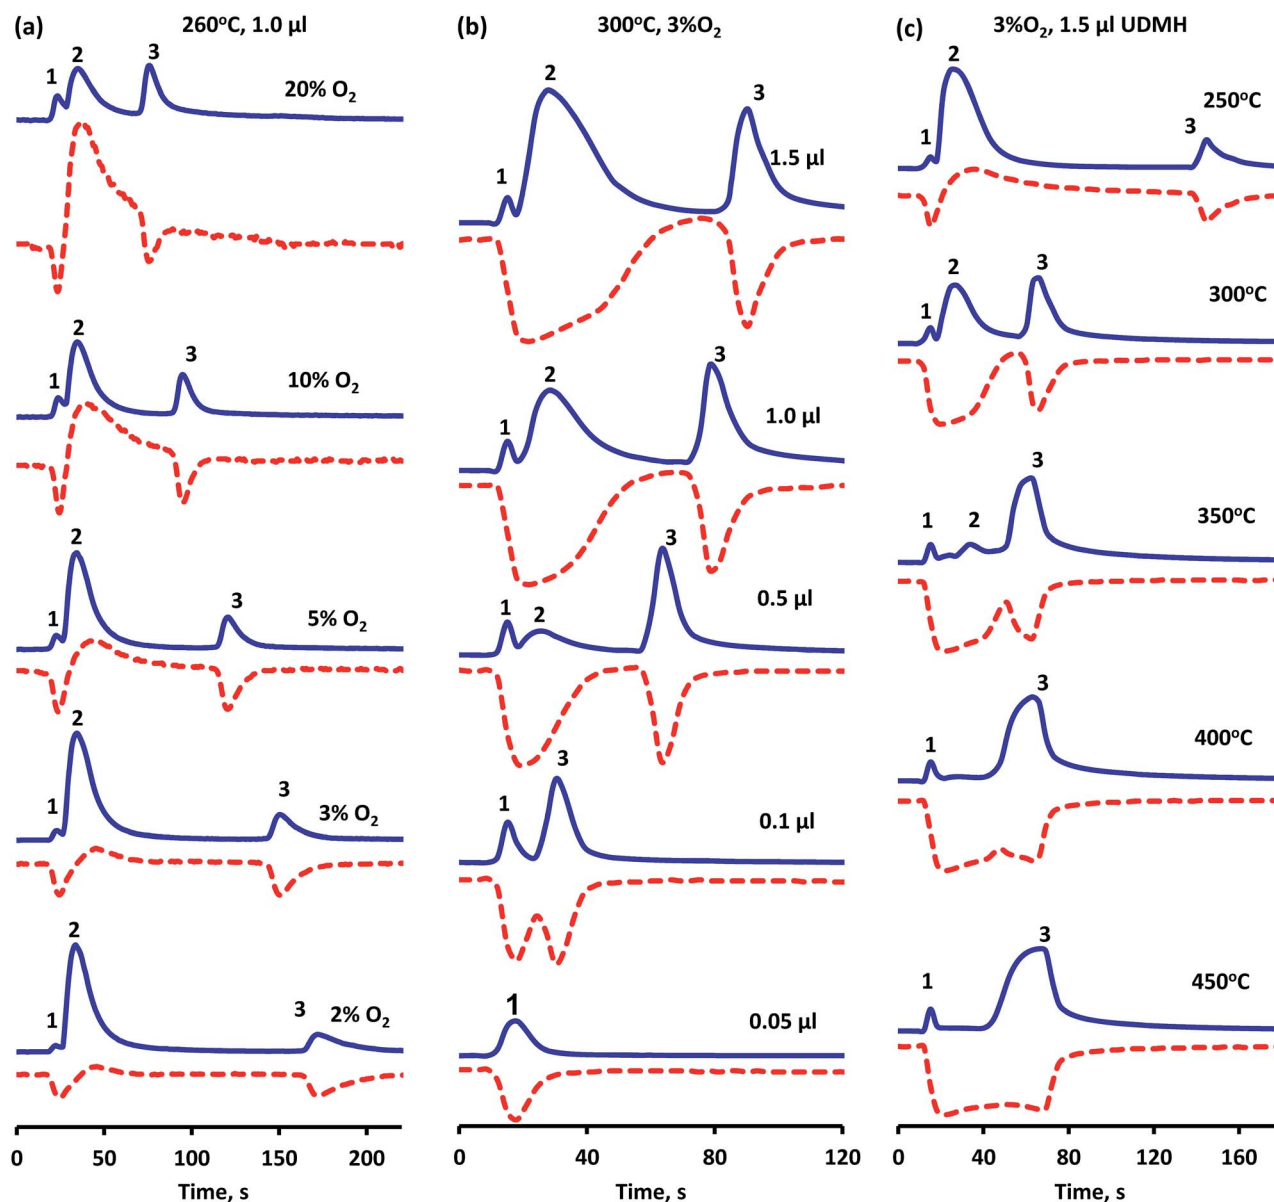 (a) 260°C, 1.0 µl
1 2 3
20% O₂
1 2 3
10% O₂
1 2 3
5% O₂
1 2 3
3% O₂
1 2 3
2% O₂
0 50 100 150 200
Time, s
(b) 300°C, 3%O₂
1 2 3
1.5 µl
1 2 3
1.0 µl
1 2 3
0.5 µl
1 3
0.1 µl
1
0.05 µl
0 40 80 120
Time, s
(c) 3%O₂, 1.5 µl UDMH
1 2 3
250°C
1 2 3
300°C
1 2 3
350°C
1 3
400°C
1 3
450°C
0 40 80 120 160
Time, s